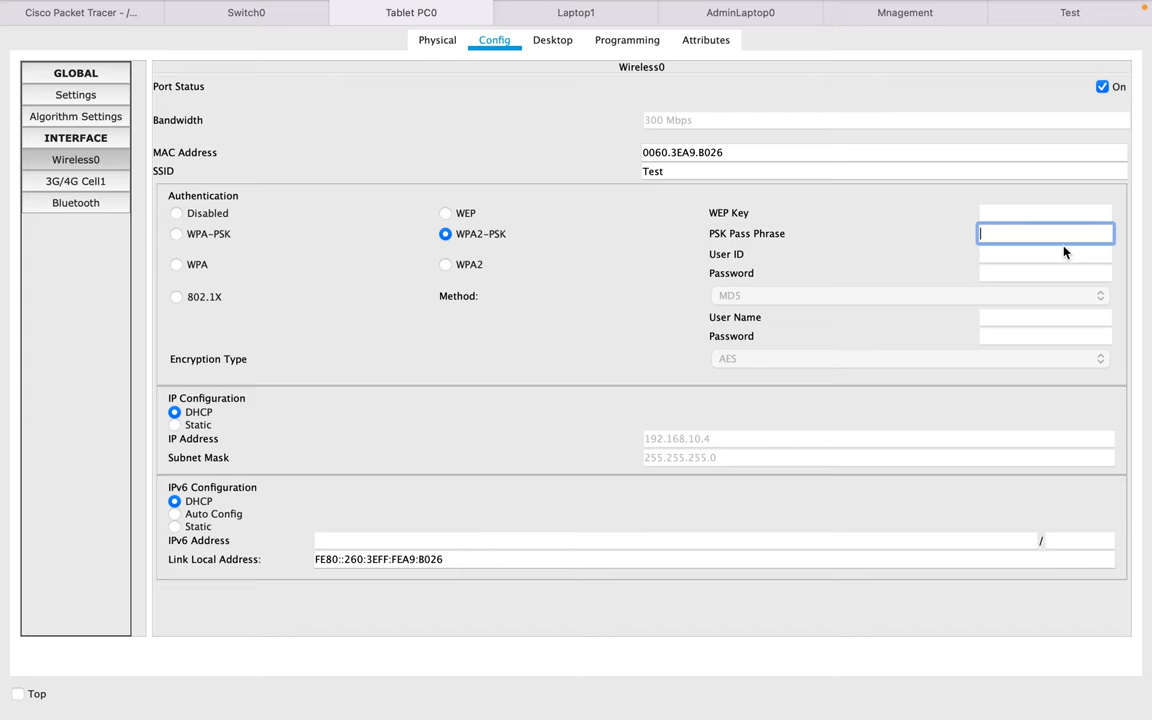 Cisco Packet Tracer - /... Switch0 Tablet PC0 Laptop1 AdminLaptop0 Mnagement Test
Physical Config Desktop Programming Attributes
GLOBAL
Settings
Algorithm Settings
INTERFACE
Wireless0
3G/4G Cell1
Bluetooth
Wireless0
Port Status On
Bandwidth 300 Mbps
MAC Address 0060.3EA9.B026
SSID Test
Authentication
Disabled WEP WEP Key
WPA-PSK WPA2-PSK PSK Pass Phrase
User ID
WPA WPA2 Password
802.1X Method: MD5
User Name
Password
Encryption Type AES
IP Configuration
DHCP
Static
IP Address 192.168.10.4
Subnet Mask 255.255.255.0
IPv6 Configuration
DHCP
Auto Config
Static
IPv6 Address /
Link Local Address: FE80::260:3EFF:FEA9:B026
Top